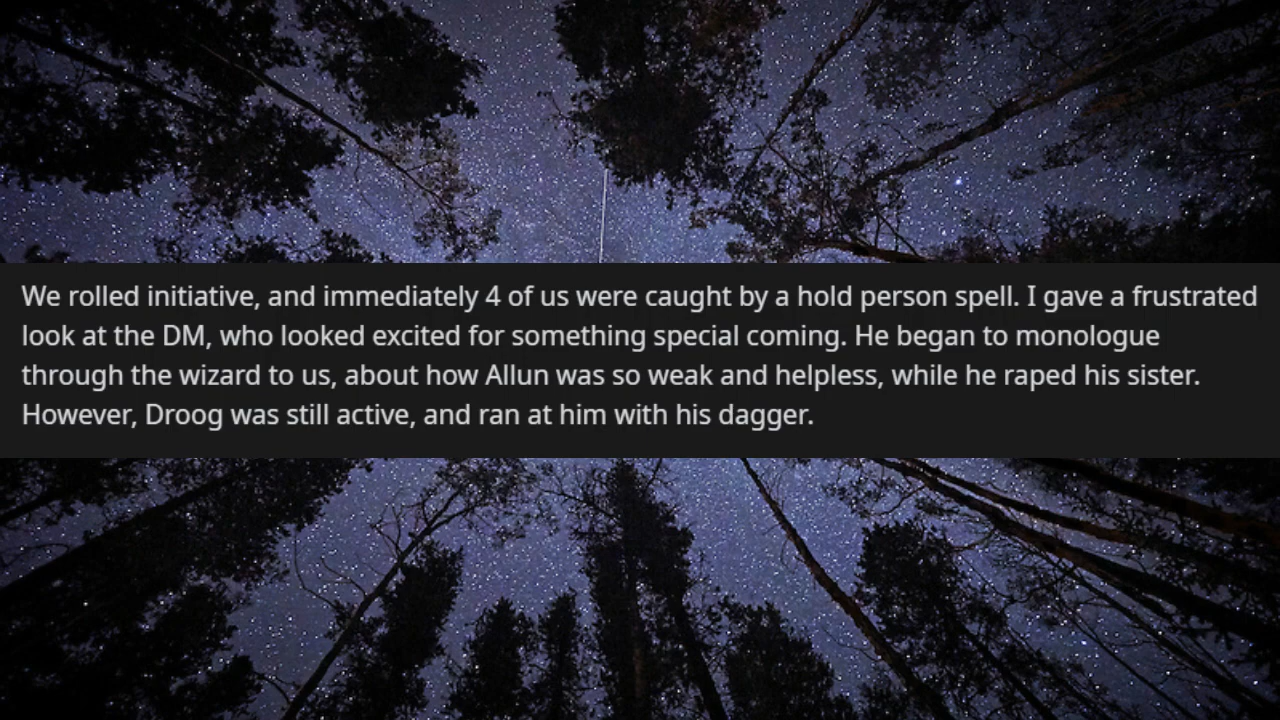 We rolled initiative, and immediately 4 of us were caught by a hold person spell. I gave a frustrated
look at the DM, who looked excited for something special coming. He began to monologue
through the wizard to us, about how Allun was so weak and helpless, while he raped his sister.
However, Droog was still active, and ran at him with his dagger.